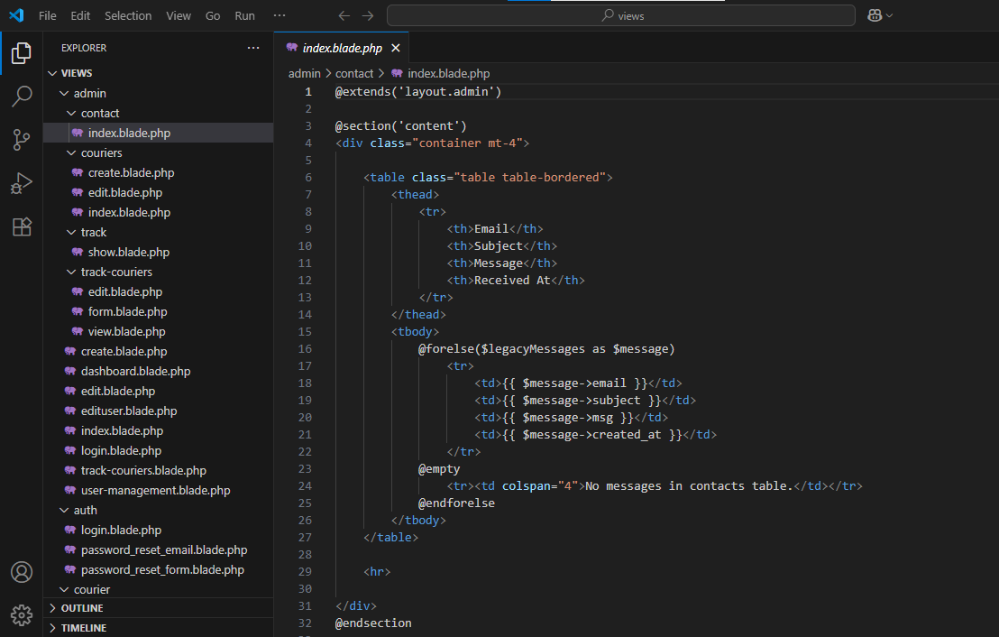 File Edit Selection View Go Run ···
views
EXPLORER ···
VIEWS
admin
contact
index.blade.php
couriers
create.blade.php
edit.blade.php
index.blade.php
track
show.blade.php
track-couriers
edit.blade.php
form.blade.php
view.blade.php
create.blade.php
dashboard.blade.php
edit.blade.php
edituser.blade.php
index.blade.php
login.blade.php
track-couriers.blade.php
user-management.blade.php
auth
login.blade.php
password_reset_email.blade.php
password_reset_form.blade.php
courier
OUTLINE
TIMELINE
index.blade.php
admin > contact > index.blade.php
1 @extends('layout.admin')
2
3 @section('content')
4 <div class="container mt-4">
5
6 <table class="table table-bordered">
7 <thead>
8 <tr>
9 <th>Email</th>
10 <th>Subject</th>
11 <th>Message</th>
12 <th>Received At</th>
13 </tr>
14 </thead>
15 <tbody>
16 @forelse($legacyMessages as $message)
17 <tr>
18 <td>{{ $message->email }}</td>
19 <td>{{ $message->subject }}</td>
20 <td>{{ $message->msg }}</td>
21 <td>{{ $message->created_at }}</td>
22 </tr>
23 @empty
24 <tr><td colspan="4">No messages in contacts table.</td></tr>
25 @endforelse
26 </tbody>
27 </table>
28
29 <hr>
30
31 </div>
32 @endsection